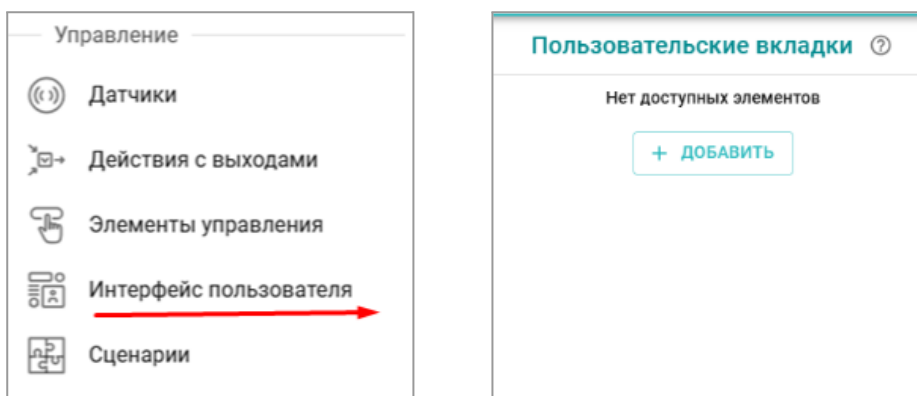 Управление
Датчики
Действия с выходами
Элементы управления
Интерфейс пользователя
Сценарии
Пользовательские вкладки ?
Нет доступных элементов
+ ДОБАВИТЬ